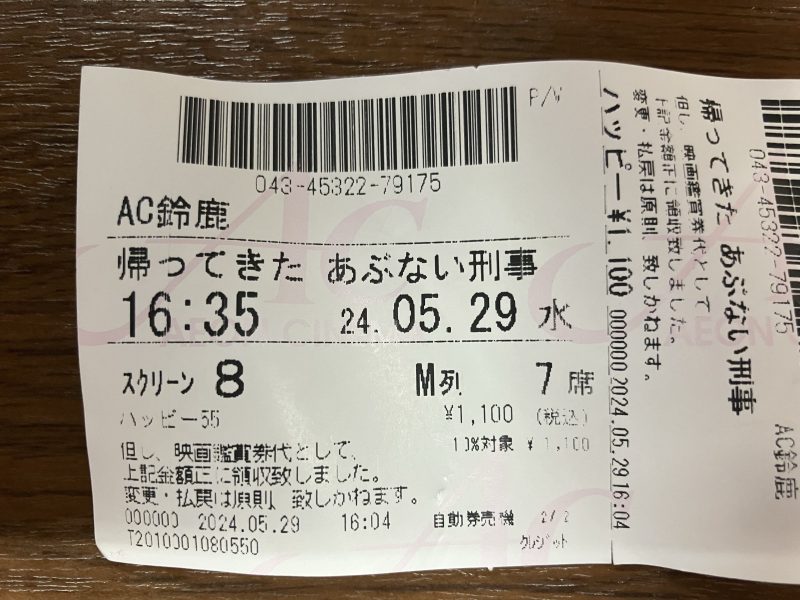 P/W
043-45322-79175
AC鈴鹿
帰ってきた あぶない刑事
16:35 24.05.29 水
スクリーン 8 M列 7席
ハッピー55 ¥1,100 (税込)
10%対象 ¥1,100
但し、映画鑑賞券代として、
上記金額正に領収致しました。
変更・払戻は原則 致しかねます。
000000 2024.05.29 16:04 自動券売機 2/2
T2010001080550 クレジット
043-45322-79175
AC鈴鹿
帰ってきた あぶない刑事
但し、映画鑑賞券代として
上記金額正に領収致しました。
変更・払戻は原則 致しかねます。
ハッピー ¥1,100 000000 2024.05.29 16:04